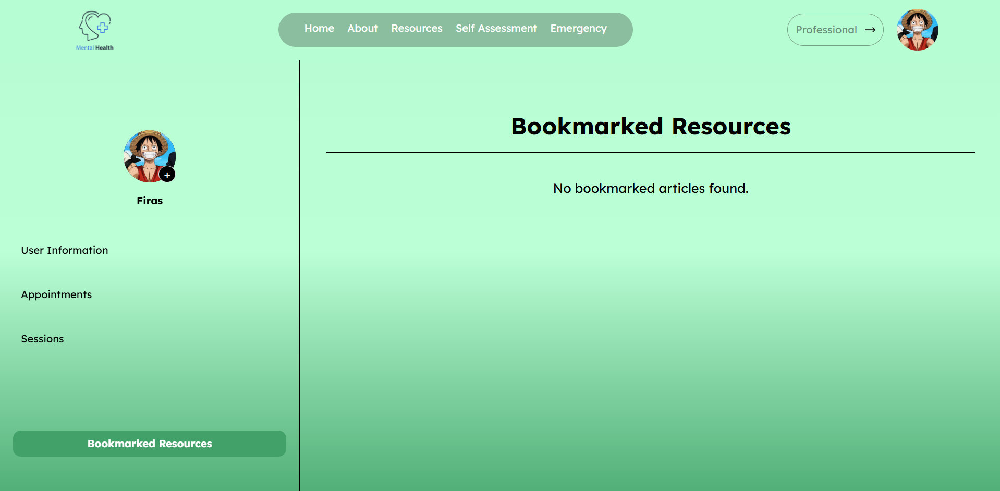 Mental Health
Home About Resources Self Assessment Emergency
Professional →
Firas
User Information
Appointments
Sessions
Bookmarked Resources
Bookmarked Resources
No bookmarked articles found.